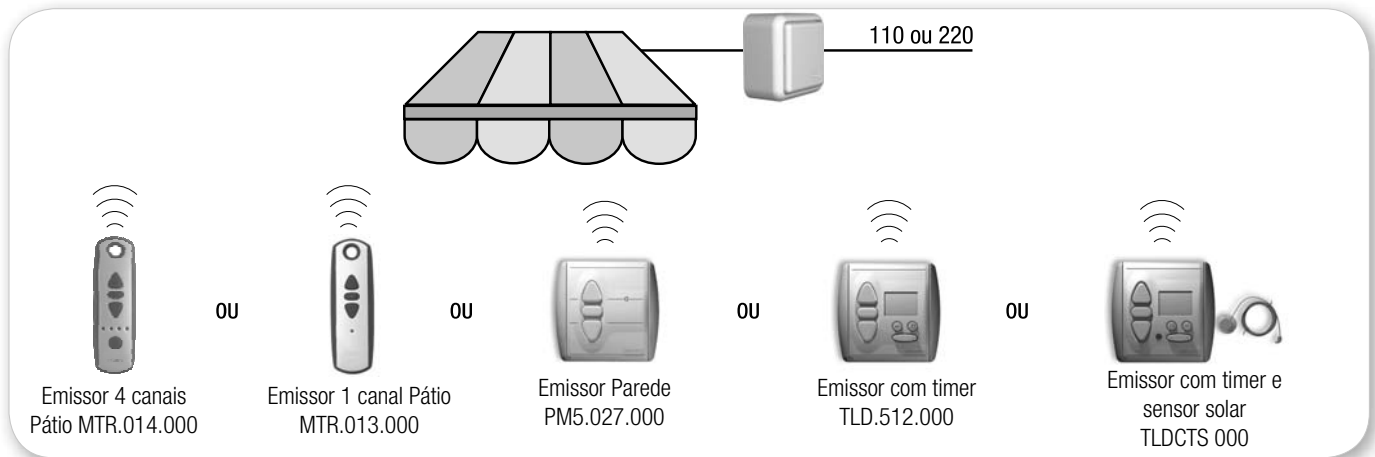 110 ou 220
OU
OU
OU
OU
Emissor 4 canais
Pátio MTR.014.000
Emissor 1 canal Pátio
MTR.013.000
Emissor Parede
PM5.027.000
Emissor com timer
TLD.512.000
Emissor com timer e
sensor solar
TLDCTS 000